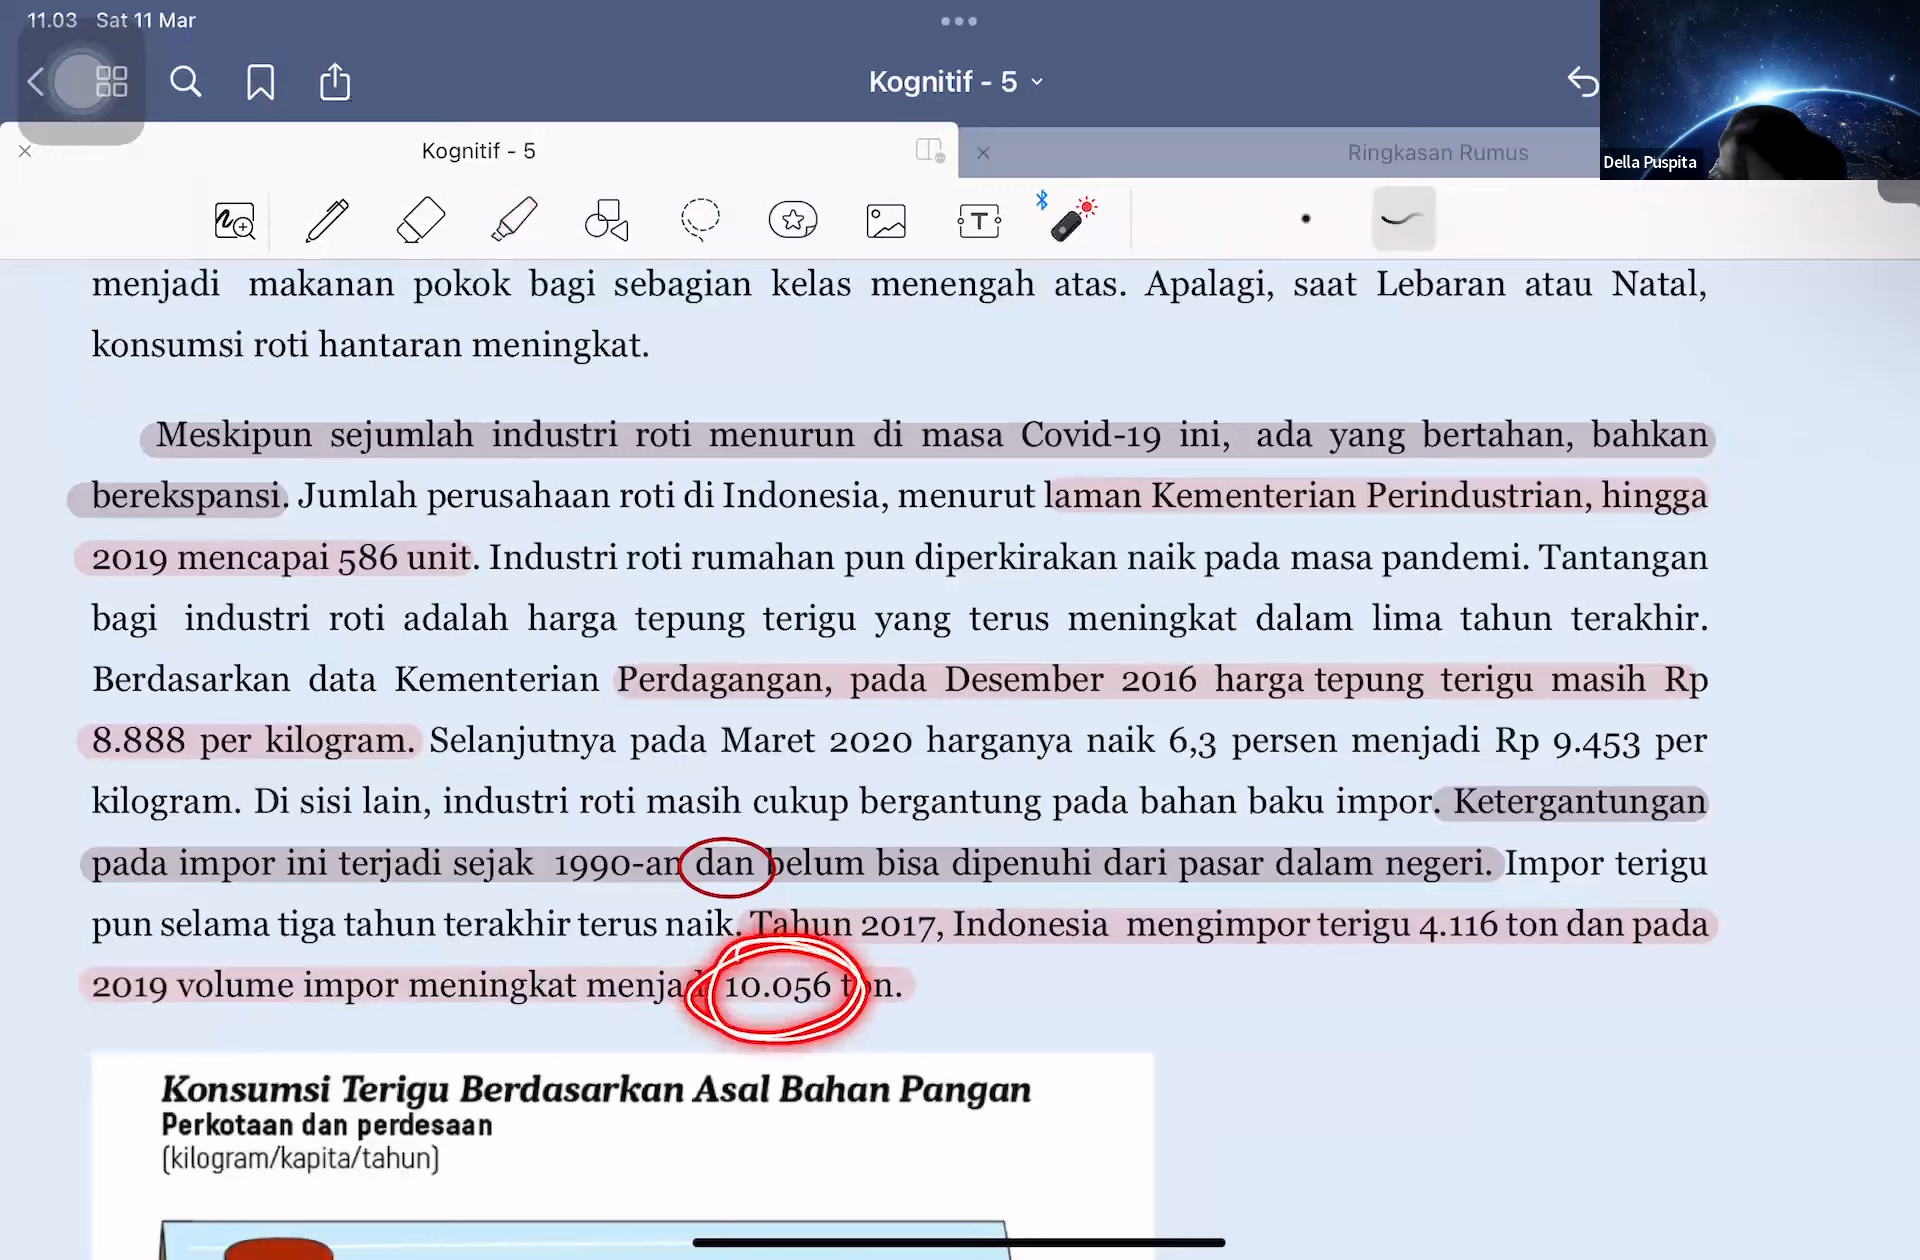 11.03 Sat 11 Mar
Kognitif - 5
Della Puspita
Kognitif - 5
Ringkasan Rumus
T
menjadi makanan pokok bagi sebagian kelas menengah atas. Apalagi, saat Lebaran atau Natal,
konsumsi roti hantaran meningkat.
Meskipun sejumlah industri roti menurun di masa Covid-19 ini, ada yang bertahan, bahkan
berekspansi. Jumlah perusahaan roti di Indonesia, menurut laman Kementerian Perindustrian, hingga
2019 mencapai 586 unit. Industri roti rumahan pun diperkirakan naik pada masa pandemi. Tantangan
bagi industri roti adalah harga tepung terigu yang terus meningkat dalam lima tahun terakhir.
Berdasarkan data Kementerian Perdagangan, pada Desember 2016 harga tepung terigu masih Rp
8.888 per kilogram. Selanjutnya pada Maret 2020 harganya naik 6,3 persen menjadi Rp 9.453 per
kilogram. Di sisi lain, industri roti masih cukup bergantung pada bahan baku impor. Ketergantungan
pada impor ini terjadi sejak 1990-an dan belum bisa dipenuhi dari pasar dalam negeri. Impor terigu
pun selama tiga tahun terakhir terus naik. Tahun 2017, Indonesia mengimpor terigu 4.116 ton dan pada
2019 volume impor meningkat menjadi 10.056 ton.
Konsumsi Terigu Berdasarkan Asal Bahan Pangan
Perkotaan dan perdesaan
(kilogram/kapita/tahun)